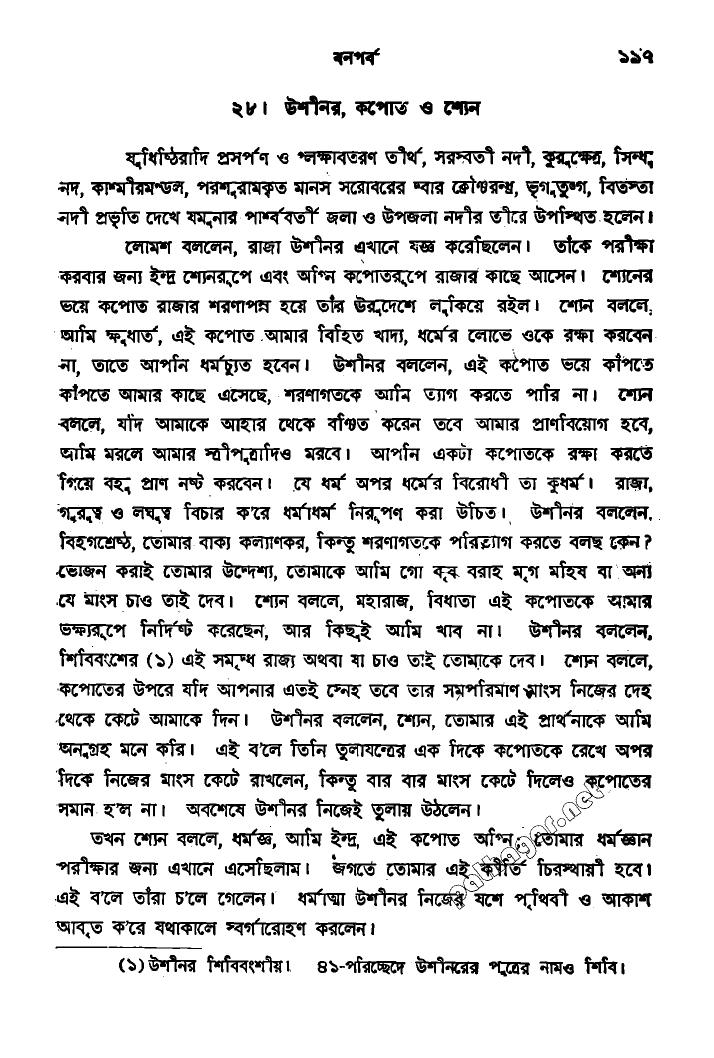 বনপর্ব ১১৭
২৮। উশীনর, কপোত ও শ্যেন
যুধিষ্ঠিরাদি প্রসর্পণ ও প্লক্ষাবতরণ তীর্থ, সরস্বতী নদী, কুরুক্ষেত্র, সিন্ধু
নদ, কাশ্মীরমণ্ডল, পরশুরামকৃত মানস সরোবরের দ্বার ক্রৌঞ্চরন্ধ্র, ভৃগুতুঙ্গ, বিতস্তা
নদী প্রভৃতি দেখে যমুনার পার্শ্ববর্তী জলা ও উপজলা নদীর তীরে উপস্থিত হলেন।
লোমশ বললেন, রাজা উশীনর এখানে যজ্ঞ করেছিলেন। তাঁকে পরীক্ষা
করবার জন্য ইন্দ্র শ্যেনরূপে এবং অগ্নি কপোতরূপে রাজার কাছে আসেন। শ্যেনের
ভয়ে কপোত রাজার শরণাপন্ন হয়ে তাঁর ঊরুদেশে লুকিয়ে রইল। শ্যেন বললে,
আমি ক্ষুধার্ত, এই কপোত আমার বিহিত খাদ্য, ধর্মের লোভে ওকে রক্ষা করবেন
না, তাতে আপনি ধর্মচ্যুত হবেন। উশীনর বললেন, এই কপোত ভয়ে কাঁপতে
কাঁপতে আমার কাছে এসেছে, শরণাগতকে আমি ত্যাগ করতে পারি না। শ্যেন
বললে, যদি আমাকে আহার থেকে বঞ্চিত করেন তবে আমার প্রাণবিয়োগ হবে,
আমি মরলে আমার স্ত্রীপুত্রাদিও মরবে। আপনি একটা কপোতকে রক্ষা করতে
গিয়ে বহু প্রাণ নষ্ট করবেন। যে ধর্ম অপর ধর্মের বিরোধী তা কুধর্ম। রাজা,
গুরুত্ব ও লঘুত্ব বিচার ক'রে ধর্মাধর্ম নিরূপণ করা উচিত। উশীনর বললেন,
বিহগশ্রেষ্ঠ, তোমার বাক্য কল্যাণকর, কিন্তু শরণাগতকে পরিত্যাগ করতে বলছ কেন?
ভোজন করাই তোমার উদ্দেশ্য, তোমাকে আমি গো বৃষ বরাহ মৃগ মহিষ বা অন্য
যে মাংস চাও তাই দেব। শ্যেন বললে, মহারাজ, বিধাতা এই কপোতকে আমার
ভক্ষ্যরূপে নির্দিষ্ট করেছেন, আর কিছুই আমি খাব না। উশীনর বললেন,
শিবিবংশের (১) এই সমৃদ্ধ রাজ্য অথবা যা চাও তাই তোমাকে দেব। শ্যেন বললে,
কপোতের উপরে যদি আপনার এতই স্নেহ তবে তার সমপরিমাণ মাংস নিজের দেহ
থেকে কেটে আমাকে দিন। উশীনর বললেন, শ্যেন, তোমার এই প্রার্থনাকে আমি
অনুগ্রহ মনে করি। এই ব'লে তিনি তুলাযন্ত্রের এক দিকে কপোতকে রেখে অপর
দিকে নিজের মাংস কেটে রাখলেন, কিন্তু বার বার মাংস কেটে দিলেও কপোতের
সমান হ'ল না। অবশেষে উশীনর নিজেই তুলায় উঠলেন।
তখন শ্যেন বললে, ধর্মজ্ঞ, আমি ইন্দ্র, এই কপোত অগ্নি, তোমার ধর্মজ্ঞান
পরীক্ষার জন্য এখানে এসেছিলাম। জগতে তোমার এই কীর্তি চিরস্থায়ী হবে।
এই ব'লে তাঁরা চ'লে গেলেন। ধর্মাত্মা উশীনর নিজের যশে পৃথিবী ও আকাশ
আবৃত ক'রে যথাকালে স্বর্গারোহণ করলেন।
(১) উশীনর শিবিবংশীয়। ৪১-পরিচ্ছেদে উশীনরের পুত্রের নামও শিবি।
pathagar.net